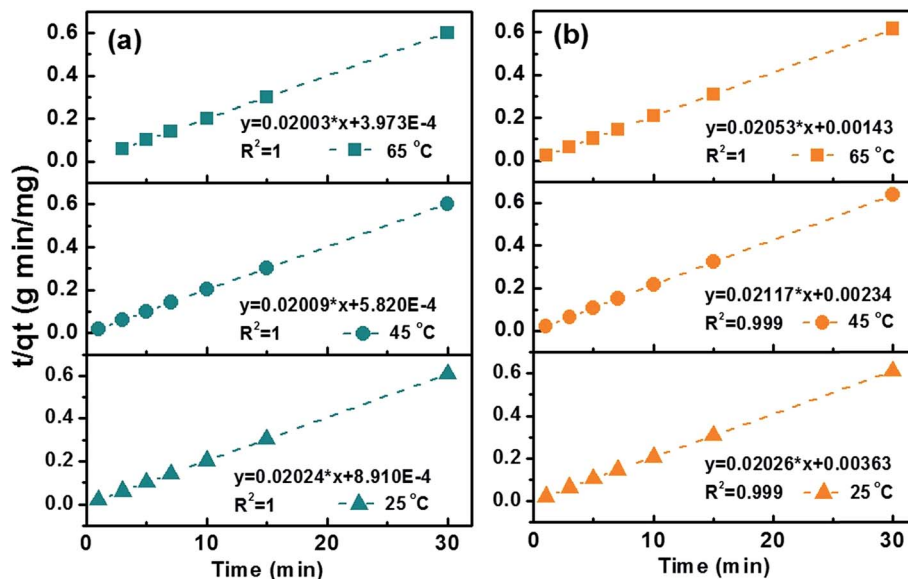 t/qt (g min/mg)
(a)
0.6
0.4
0.2
0.0
y=0.02003*x+3.973E-4
R²=1
65 °C
0.6
0.4
0.2
0.0
y=0.02009*x+5.820E-4
R²=1
45 °C
0.6
0.4
0.2
0.0
y=0.02024*x+8.910E-4
R²=1
25 °C
0 10 20 30
Time (min)
(b)
0.6
0.4
0.2
0.0
y=0.02053*x+0.00143
R²=1
65 °C
0.6
0.4
0.2
0.0
y=0.02117*x+0.00234
R²=0.999
45 °C
0.6
0.4
0.2
0.0
y=0.02026*x+0.00363
R²=0.999
25 °C
0 10 20 30
Time (min)